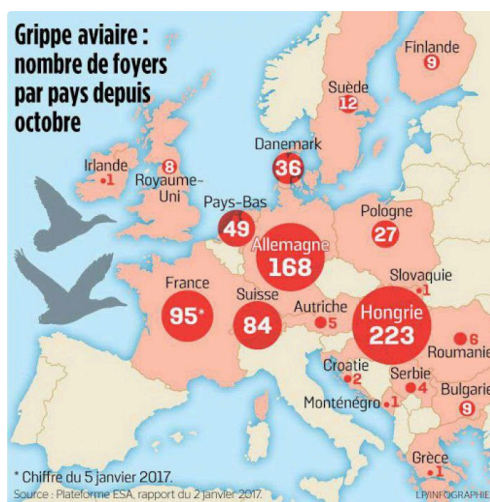 Grippe aviaire :
nombre de foyers
par pays depuis
octobre
Finlande
9
Suède
12
Danemark
36
Irlande
1
8
Royaume-
Uni
Pays-Bas
49
Allemagne
168
Pologne
27
Slovaquie
1
France
95*
Suisse
84
Autriche
5
Hongrie
223
6
Roumanie
Croatie
2
Serbie
4
Monténégro
1
Bulgarie
9
Grèce
1
* Chiffre du 5 janvier 2017.
Source : Plateforme ESA, rapport du 2 janvier 2017.
LP/INFOGRAPHIE